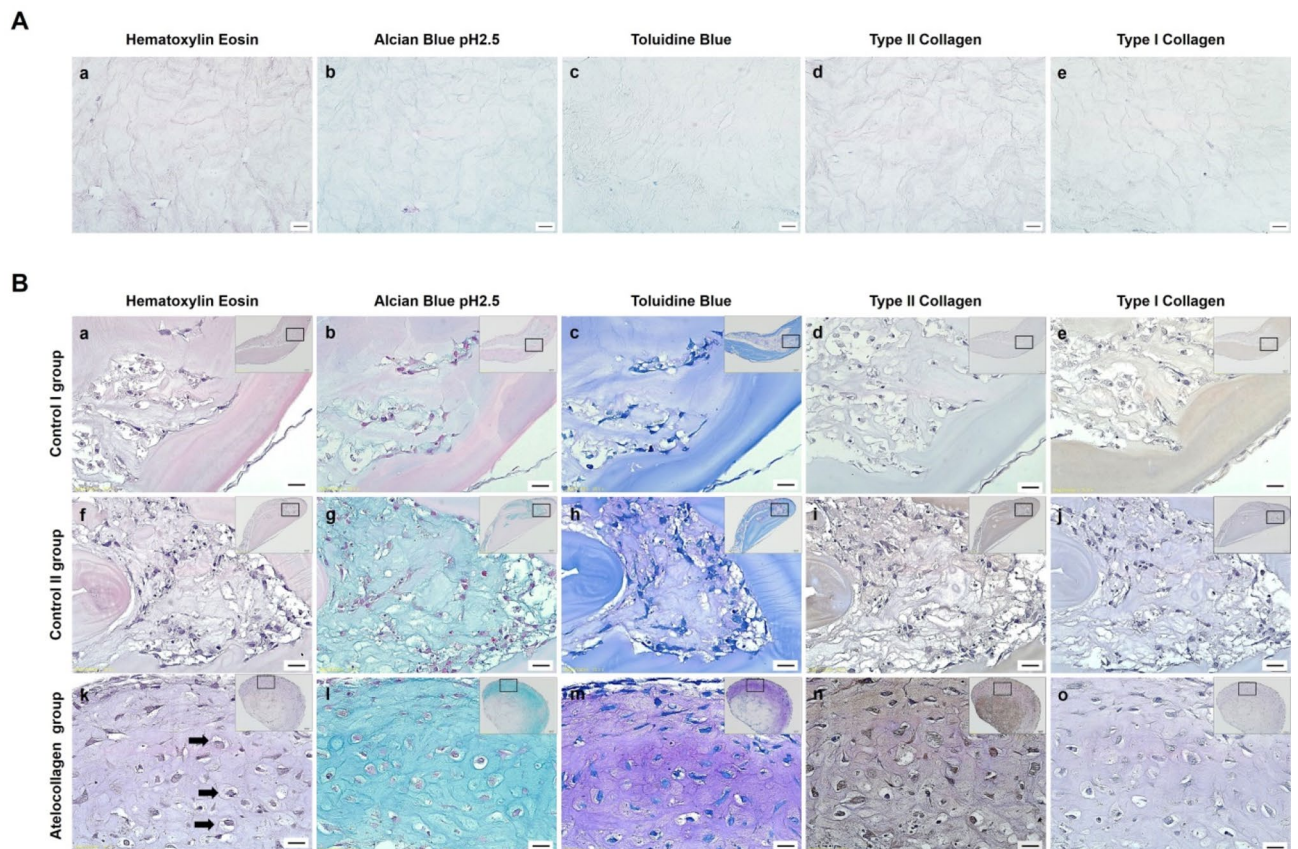 A
Hematoxylin Eosin Alcian Blue pH2.5 Toluidine Blue Type II Collagen Type I Collagen
a b c d e
B
Hematoxylin Eosin Alcian Blue pH2.5 Toluidine Blue Type II Collagen Type I Collagen
Control I group
a b c d e
Control II group
f g h i j
Atelocollagen group
k l m n o